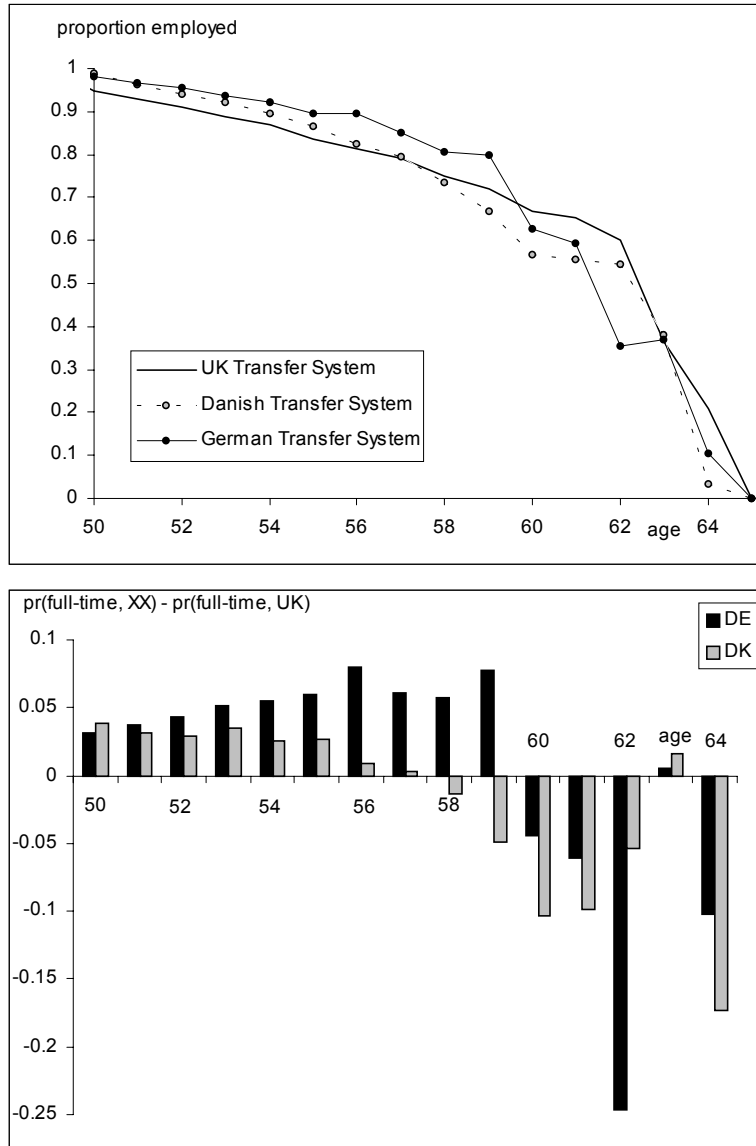 proportion employed
1
0.9
0.8
0.7
0.6
0.5
0.4
0.3
0.2
0.1
0
UK Transfer System
Danish Transfer System
German Transfer System
50 52 54 56 58 60 62 age 64
pr(full-time, XX) - pr(full-time, UK)
DE
DK
0.1
0.05
0
-0.05
-0.1
-0.15
-0.2
-0.25
60 62 age 64
50 52 54 56 58